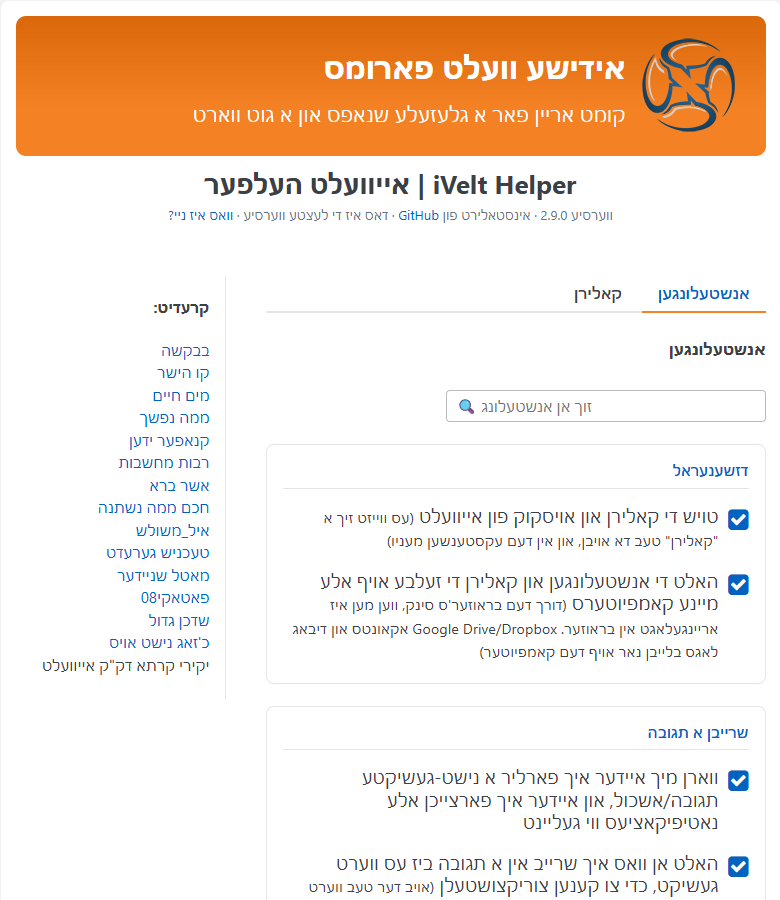 אידישע וועלט פארומס
קומט אריין פאר א גלעזעלע שנאפס און א גוט ווארט
iVelt Helper | אייוועלט העלפער
ווערסיע 2.9.0 · אינסטאלירט פון GitHub · דאס איז די לעצטע ווערסיע · וואס איז ניי?
אנשטעלונגען
קאלירן
אנשטעלונגען
זוך אן אנשטעלונג
דזשענעראל
טויש די קאלירן און אויסקוק פון אייוועלט (עס ווייזט זיך א
"קאלירן" טעב דא אויבן, און אין דעם עקסטענשען מעניו)
האלט די אנשטעלונגען און קאלירן די זעלבע אויף אלע
מיינע קאמפיוטערס (דורך דעם בראוזער'ס סינק, ווען מען איז
אריינגעלאגט אין בראוזער. Google Drive/Dropbox אקאונטס און דיבאג
לאגס בלייבן נאר אויף דעם קאמפיוטער)
שרייבן א תגובה
ווארן מיך איידער איך פארליר א נישט-געשיקטע
תגובה/אשכול, און איידער איך פארצייכן אלע
נאטיפיקאציעס ווי געליינט
האלט אן וואס איך שרייב אין א תגובה ביז עס ווערט
געשיקט, כדי צו קענען צוריקצושטעלן (אויב דער טעב ווערט
קרעדיט:
בבקשה
קו הישר
מים חיים
ממה נפשך
קנאפער ידען
רבות מחשבות
אשר ברא
חכם ממה נשתנה
איל_משולש
טעכניש גערעדט
מאטל שניידער
פאטאקי08
שדכן גדול
כ'זאג נישט אויס
יקירי קרתא דק"ק אייוועלט